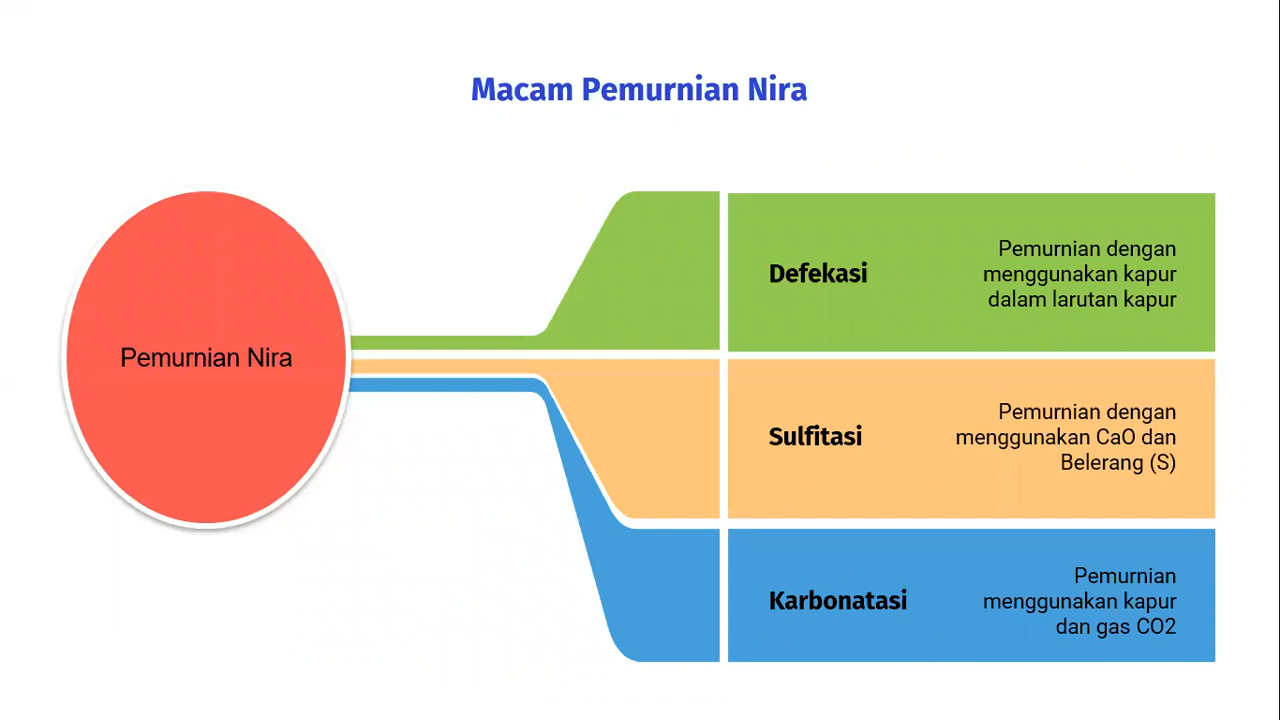 Macam Pemurnian Nira
Pemurnian Nira
Defekasi
Pemurnian dengan
menggunakan kapur
dalam larutan kapur
Sulfitasi
Pemurnian dengan
menggunakan CaO dan
Belerang (S)
Karbonatasi
Pemurnian
menggunakan kapur
dan gas CO2